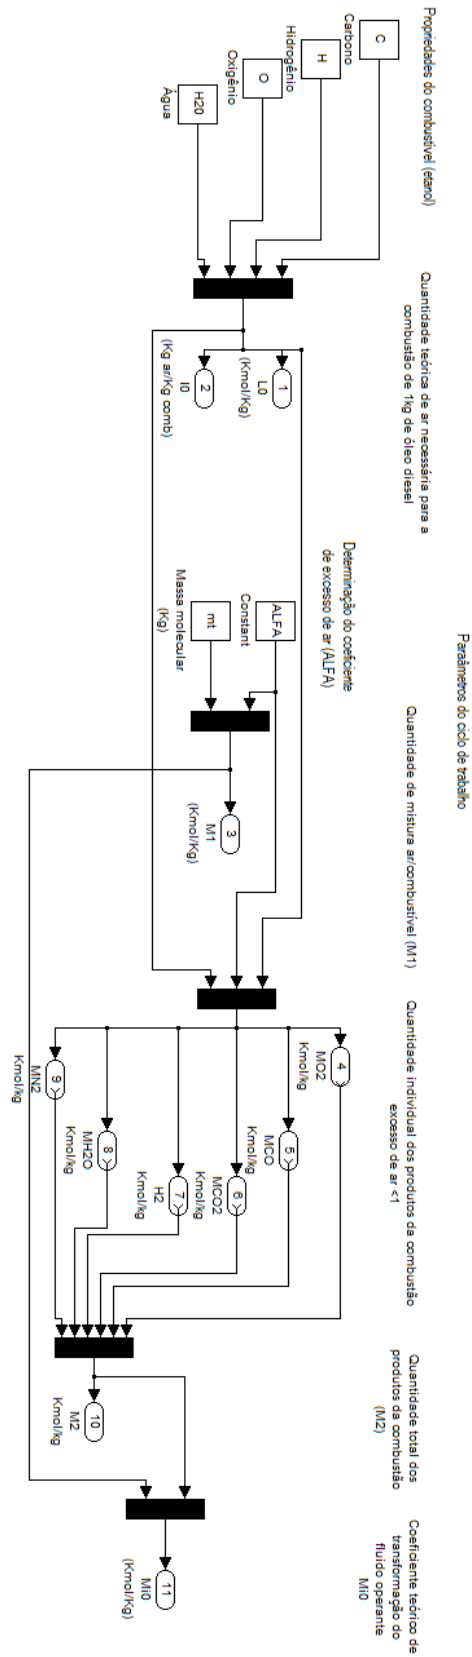 Paraâmetros do ciclo de trabalho
Propriedades do combustível (etanol)
Quantidade teórica de ar necessária para a
combustão de 1kg de óleo diesel
Quantidade de mistura ar/combustível (M1)
Quantidade individual dos produtos da combustão
excesso de ar <1
Quantidade total dos
produtos da combustão
(M2)
Coeficiente teórico de
transformação do
fluido operante
Mi0
C
Carbono
H
Hidrogênio
O
Oxigênio
H20
Água
1
L0
(Kmol/Kg)
2
l0
(Kg ar/Kg comb)
Determinação do coeficiente
de excesso de ar (ALFA)
ALFA
Constant
mt
Massa molecular
(Kg)
3
M1
(Kmol/Kg)
4
MO2
Kmol/kg
5
MCO
Kmol/kg
6
MCO2
Kmol/kg
7
H2
Kmol/kg
8
MH2O
Kmol/kg
9
MN2
Kmol/kg
10
M2
Kmol/kg
11
Mi0
(Kmol/Kg)